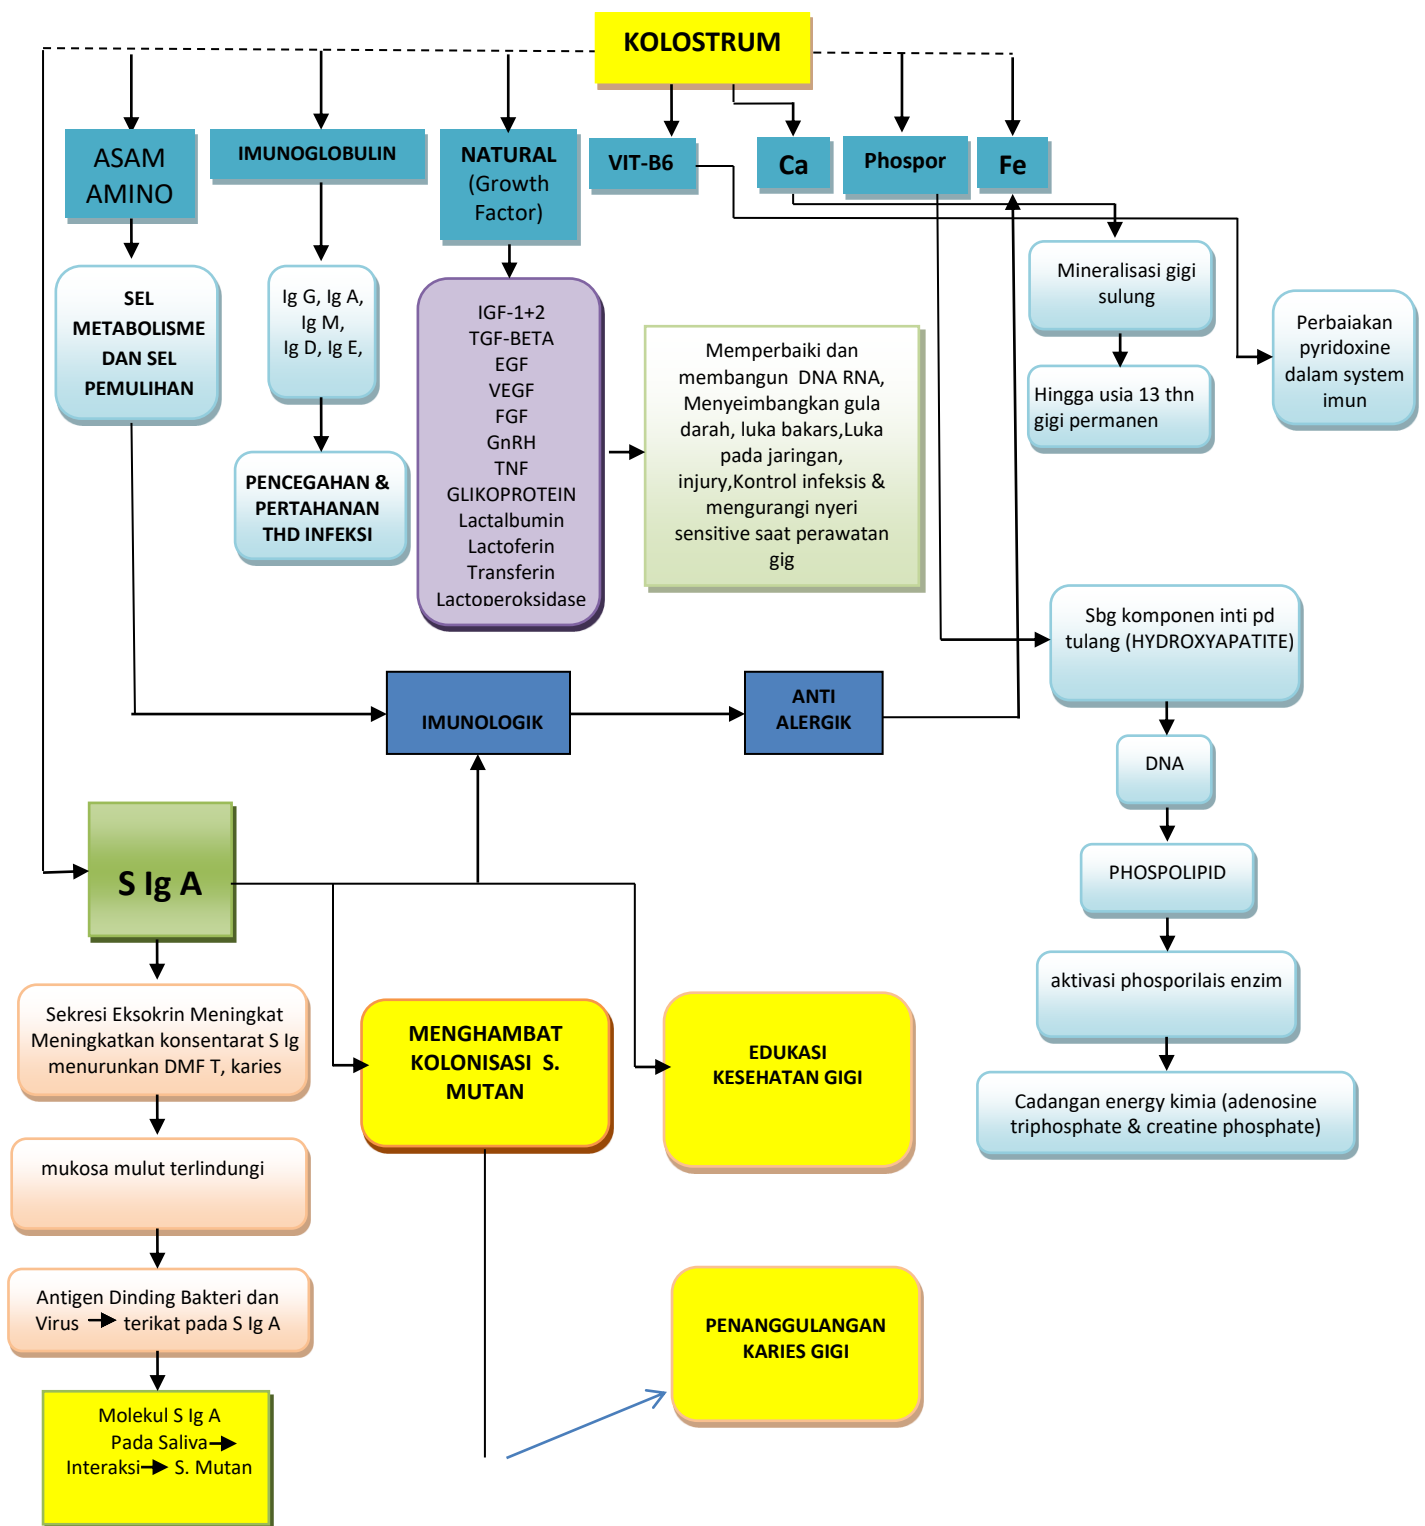 KOLOSTRUM
ASAM
AMINO
IMUNOGLOBULIN
NATURAL
(Growth
Factor)
VIT-B6
Ca
Phospor
Fe
SEL
METABOLISME
DAN SEL
PEMULIHAN
Ig G, Ig A,
Ig M,
Ig D, Ig E,
PENCEGAHAN &
PERTAHANAN
THD INFEKSI
IGF-1+2
TGF-BETA
EGF
VEGF
FGF
GnRH
TNF
GLIKOPROTEIN
Lactalbumin
Lactoferin
Transferin
Lactoperoksidase
Memperbaiki dan
membangun DNA RNA,
Menyeimbangkan gula
darah, luka bakars,Luka
pada jaringan,
injury,Kontrol infeksis &
mengurangi nyeri
sensitive saat perawatan
gig
Mineralisasi gigi
sulung
Hingga usia 13 thn
gigi permanen
Perbaiakan
pyridoxine
dalam system
imun
Sbg komponen inti pd
tulang (HYDROXYAPATITE)
DNA
PHOSPOLIPID
aktivasi phosporilais enzim
Cadangan energy kimia (adenosine
triphosphate & creatine phosphate)
IMUNOLOGIK
ANTI
ALERGIK
S Ig A
Sekresi Eksokrin Meningkat
Meningkatkan konsentarat S Ig
menurunkan DMF T, karies
mukosa mulut terlindungi
Antigen Dinding Bakteri dan
Virus → terikat pada S Ig A
Molekul S Ig A
Pada Saliva→
Interaksi→ S. Mutan
MENGHAMBAT
KOLONISASI S.
MUTAN
EDUKASI
KESEHATAN GIGI
PENANGGULANGAN
KARIES GIGI